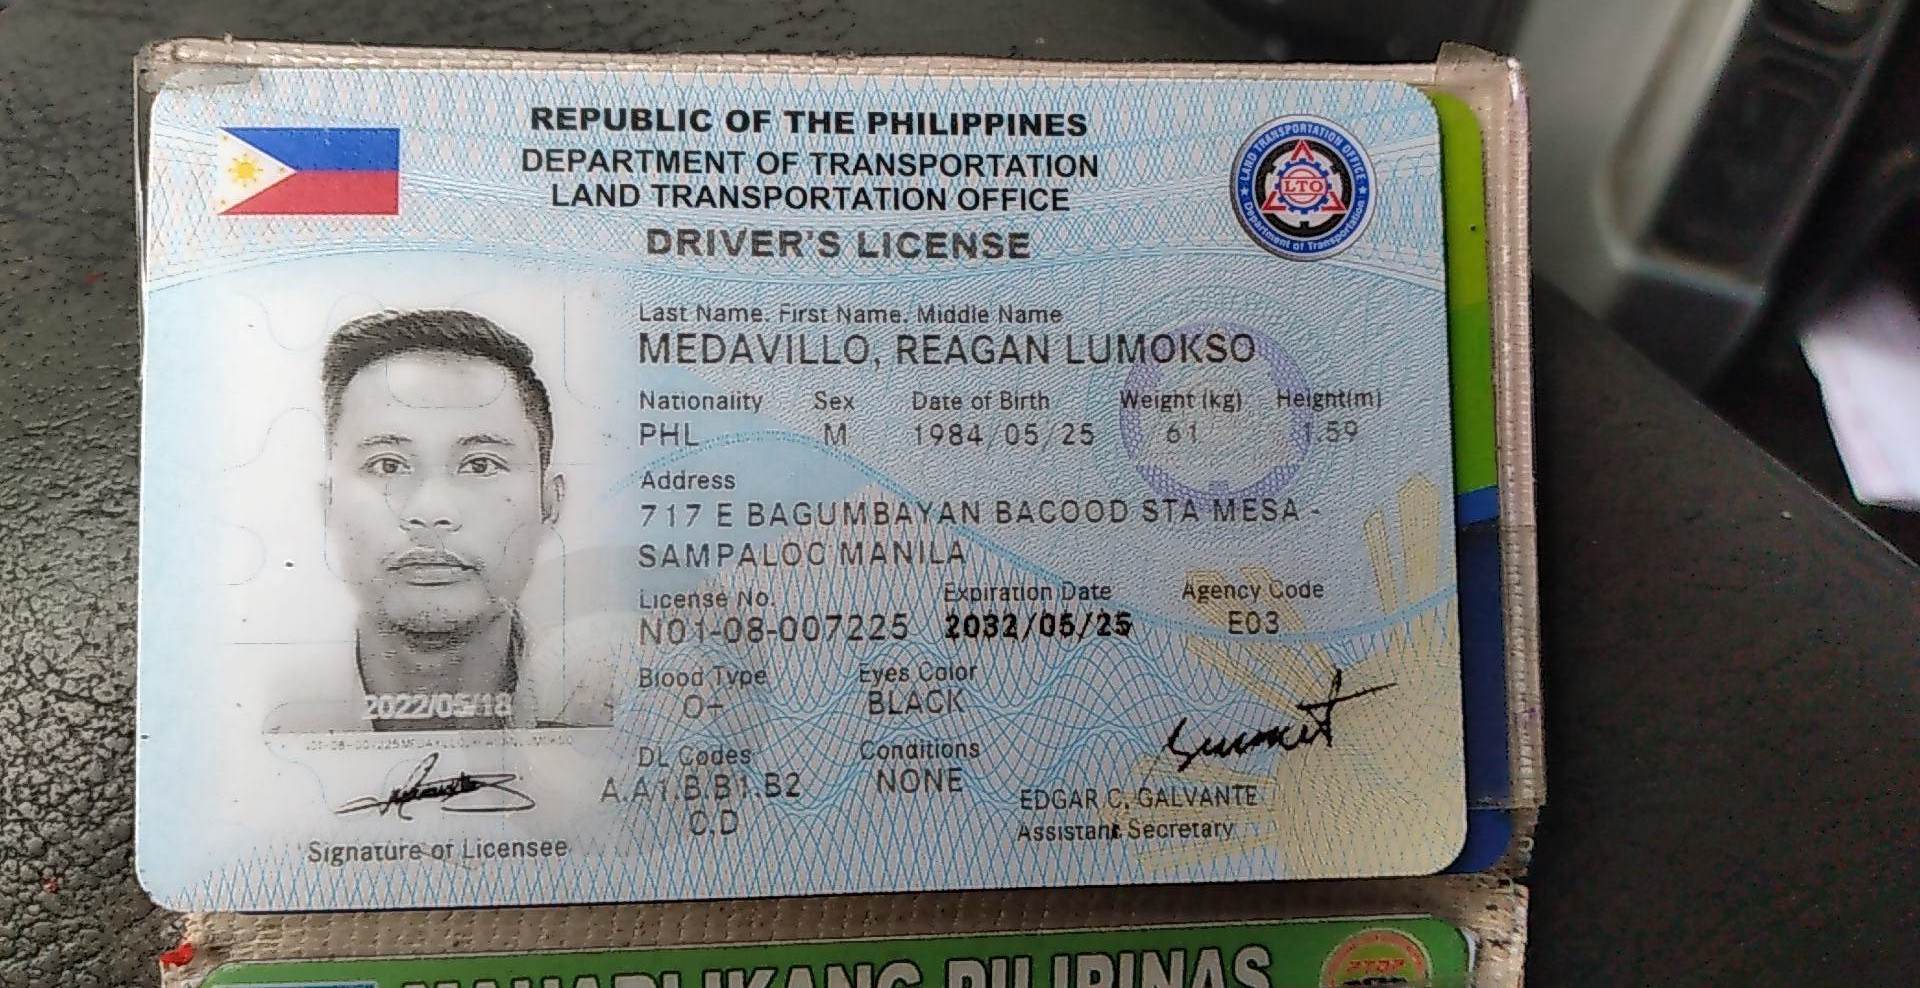 REPUBLIC OF THE PHILIPPINES
DEPARTMENT OF TRANSPORTATION
LAND TRANSPORTATION OFFICE
DRIVER'S LICENSE
LAND TRANSPORTATION OFFICE
LTO
Department of Transportation
Last Name. First Name. Middle Name
MEDAVILLO, REAGAN LUMOKSO
Nationality Sex Date of Birth Weight (kg) Height(m)
PHL M 1984/05/25 61 1.59
Address
717 E BAGUMBAYAN BACOOD STA MESA -
SAMPALOC MANILA
License No. Expiration Date Agency Code
N01-08-007225 2032/05/25 E03
Blood Type Eyes Color
BLACK
2022/05/18
DL Codes Conditions
A.A1.B.B1.B2 NONE
C.D
EDGAR C. GALVANTE
Assistant Secretary
Signature of Licensee
PILIPINAS